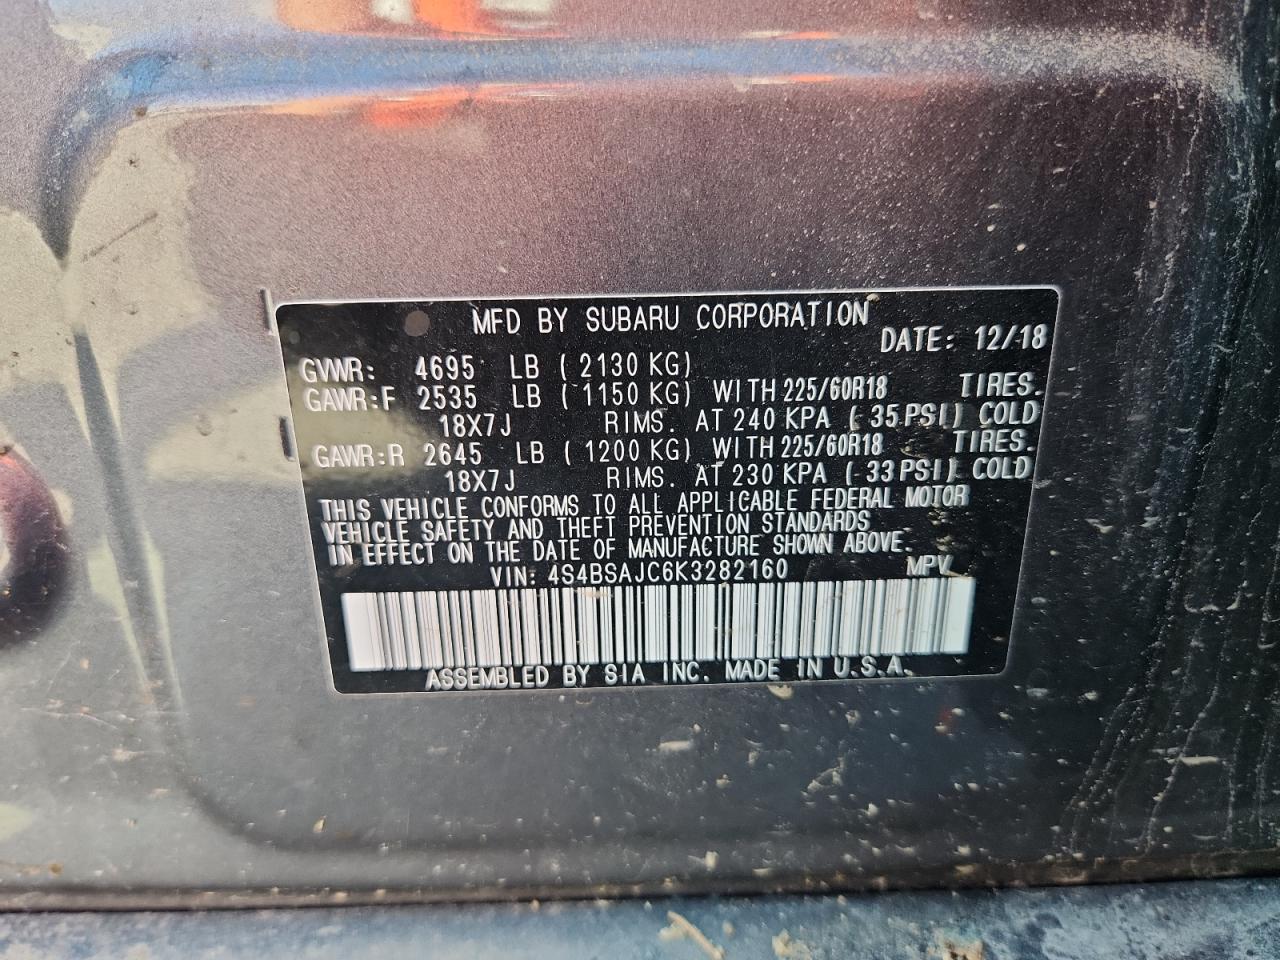 MFD BY SUBARU CORPORATION
DATE: 12/18
GVWR: 4695 LB ( 2130 KG)
GAWR:F 2535 LB ( 1150 KG) WITH 225/60R18 TIRES.
18X7J RIMS. AT 240 KPA ( 35 PSI) COLD
GAWR:R 2645 LB ( 1200 KG) WITH 225/60R18 TIRES.
18X7J RIMS. AT 230 KPA ( 33 PSI) COLD
THIS VEHICLE CONFORMS TO ALL APPLICABLE FEDERAL MOTOR
VEHICLE SAFETY AND THEFT PREVENTION STANDARDS
IN EFFECT ON THE DATE OF MANUFACTURE SHOWN ABOVE.
VIN: 4S4BSAJC6K3282160 MPV
ASSEMBLED BY SIA INC. MADE IN U.S.A.